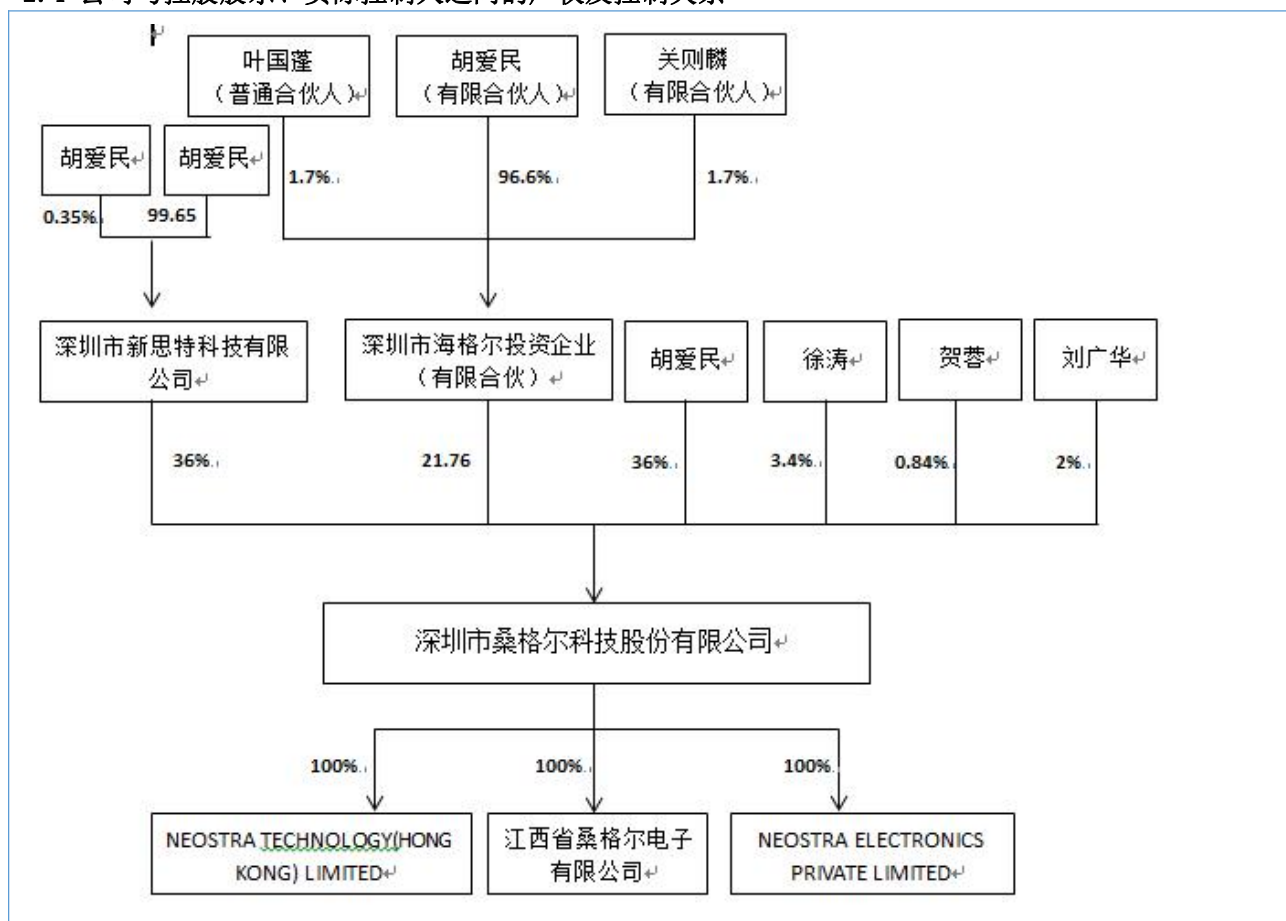 叶国蓬
（普通合伙人）
胡爱民
（有限合伙人）
关则麟
（有限合伙人）
胡爱民
胡爱民
0.35%
99.65
1.7%
96.6%
1.7%
深圳市新思特科技有限
公司
深圳市海格尔投资企业
（有限合伙）
胡爱民
徐涛
贺蓉
刘广华
36%
21.76
36%
3.4%
0.84%
2%
深圳市桑格尔科技股份有限公司
100%
100%
100%
NEOSTRA TECHNOLOGY(HONG
KONG) LIMITED
江西省桑格尔电子
有限公司
NEOSTRA ELECTRONICS
PRIVATE LIMITED